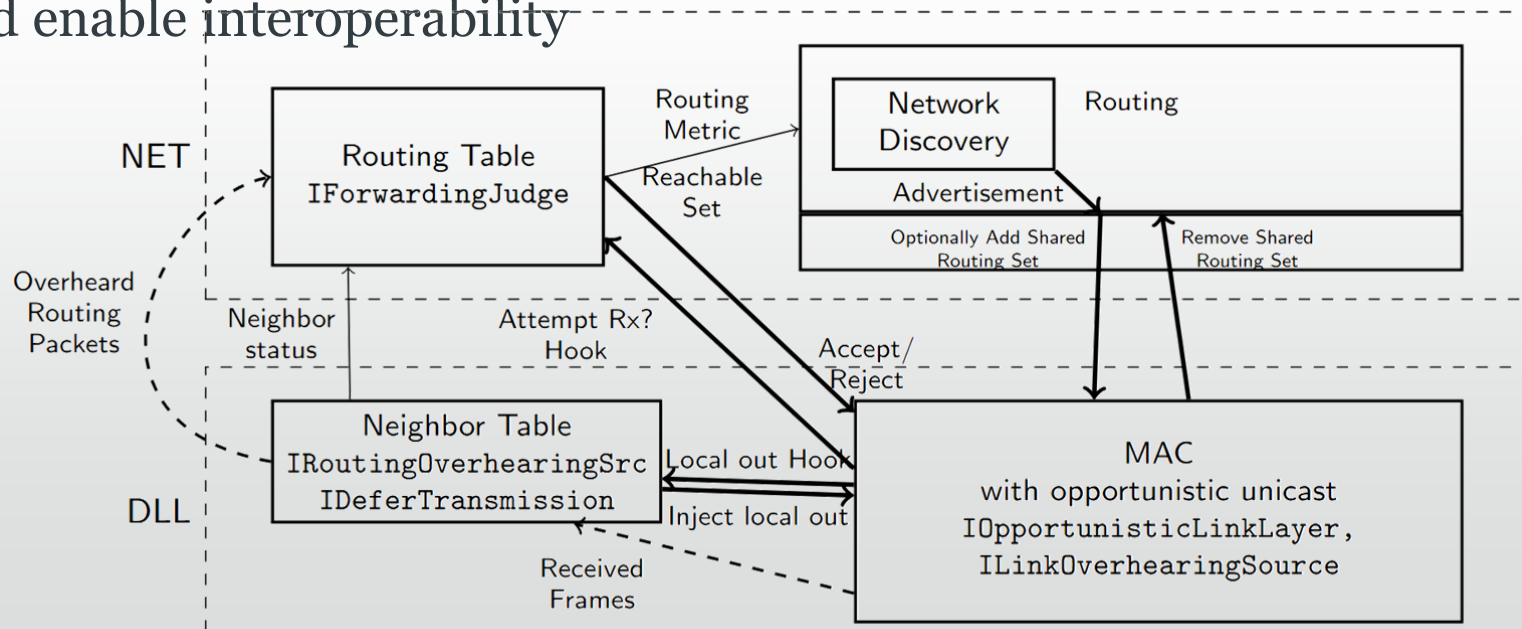 d enable interoperability
NET
Routing Table
IForwardingJudge
Routing
Metric
Reachable
Set
Network
Discovery
Routing
Advertisement
Optionally Add Shared
Routing Set
Remove Shared
Routing Set
Overheard
Routing
Packets
Neighbor
status
Attempt Rx?
Hook
Accept/
Reject
DLL
Neighbor Table
IRoutingOverhearingSrc
IDeferTransmission
Local out Hook
Inject local out
Received
Frames
MAC
with opportunistic unicast
IOpportunisticLinkLayer,
ILinkOverhearingSource